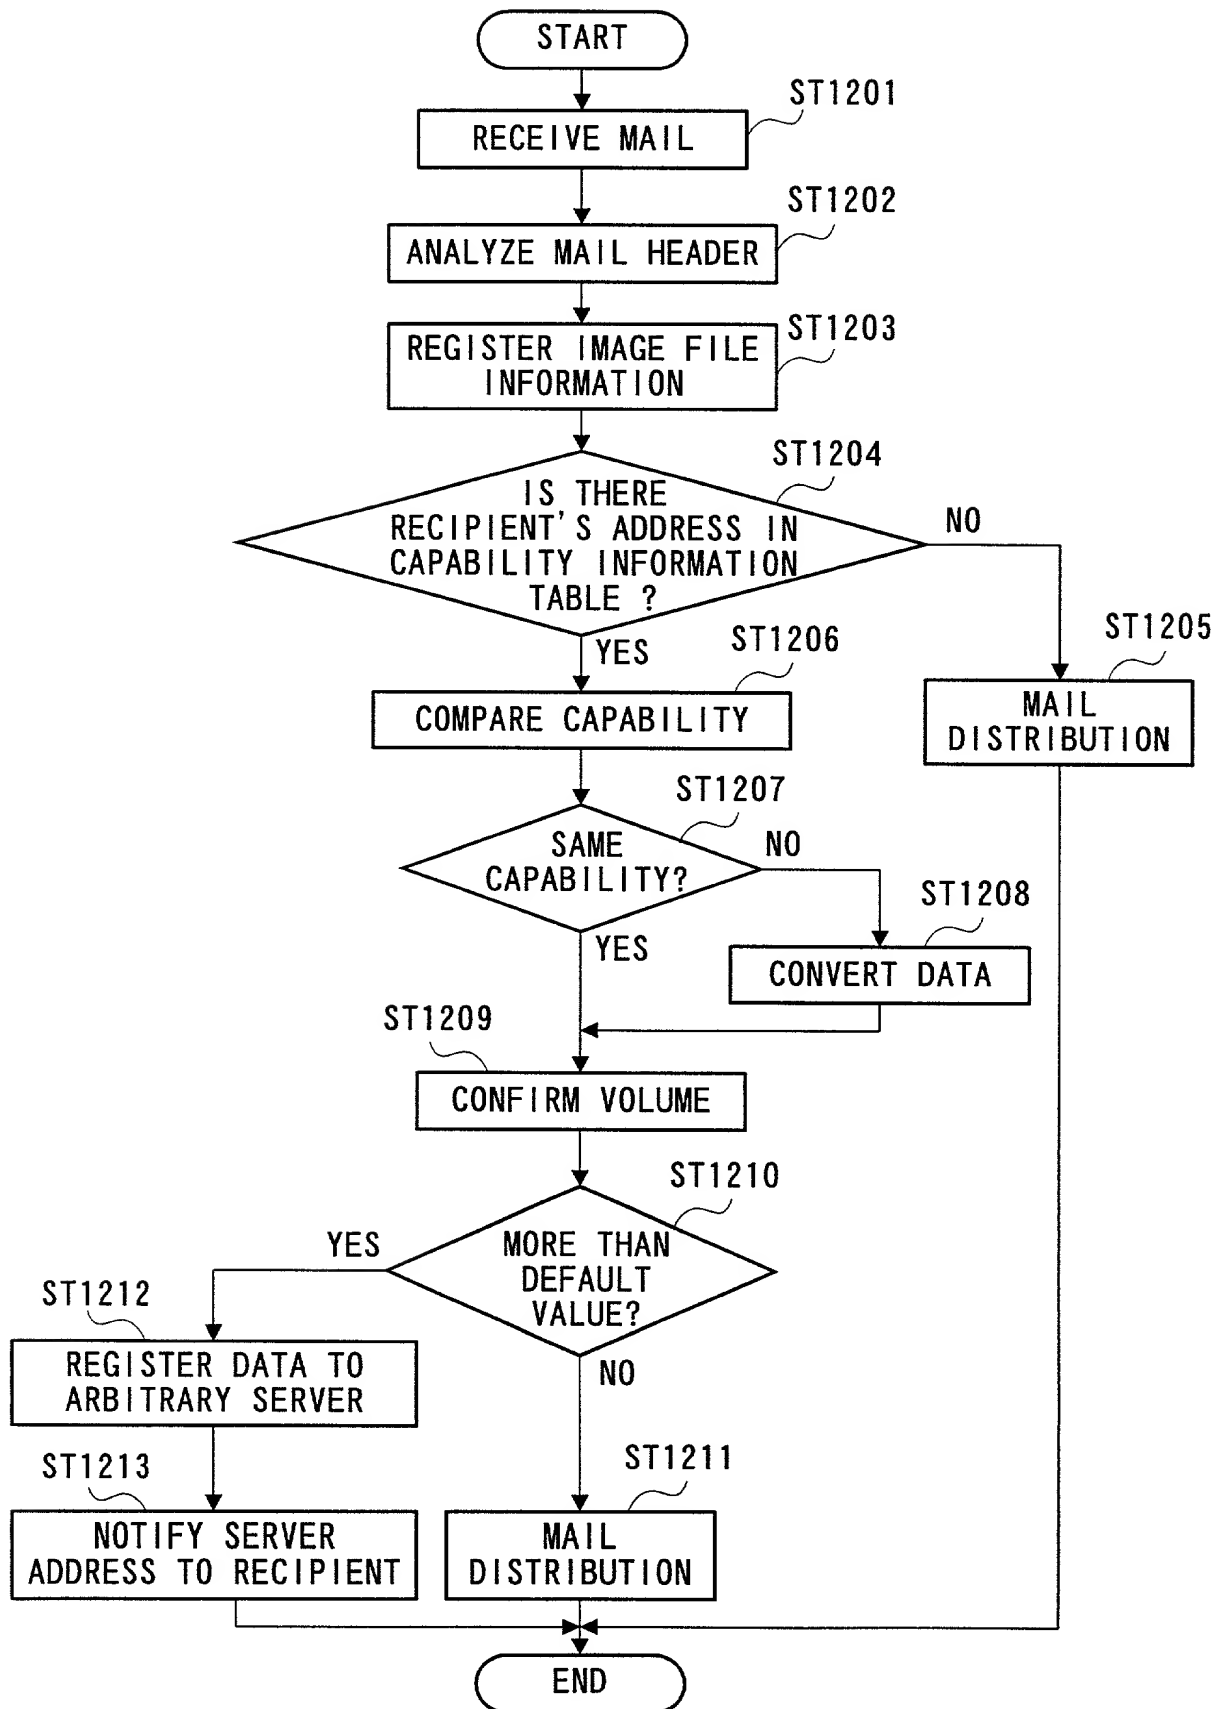 START
ST1201
RECEIVE MAIL
ST1202
ANALYZE MAIL HEADER
ST1203
REGISTER IMAGE FILE
INFORMATION
ST1204
IS THERE
RECIPIENT'S ADDRESS IN
CAPABILITY INFORMATION
TABLE ?
NO
YES
ST1205
MAIL
DISTRIBUTION
ST1206
COMPARE CAPABILITY
ST1207
SAME
CAPABILITY?
NO
YES
ST1208
CONVERT DATA
ST1209
CONFIRM VOLUME
ST1210
MORE THAN
DEFAULT
VALUE?
YES
NO
ST1212
REGISTER DATA TO
ARBITRARY SERVER
ST1213
NOTIFY SERVER
ADDRESS TO RECIPIENT
ST1211
MAIL
DISTRIBUTION
END